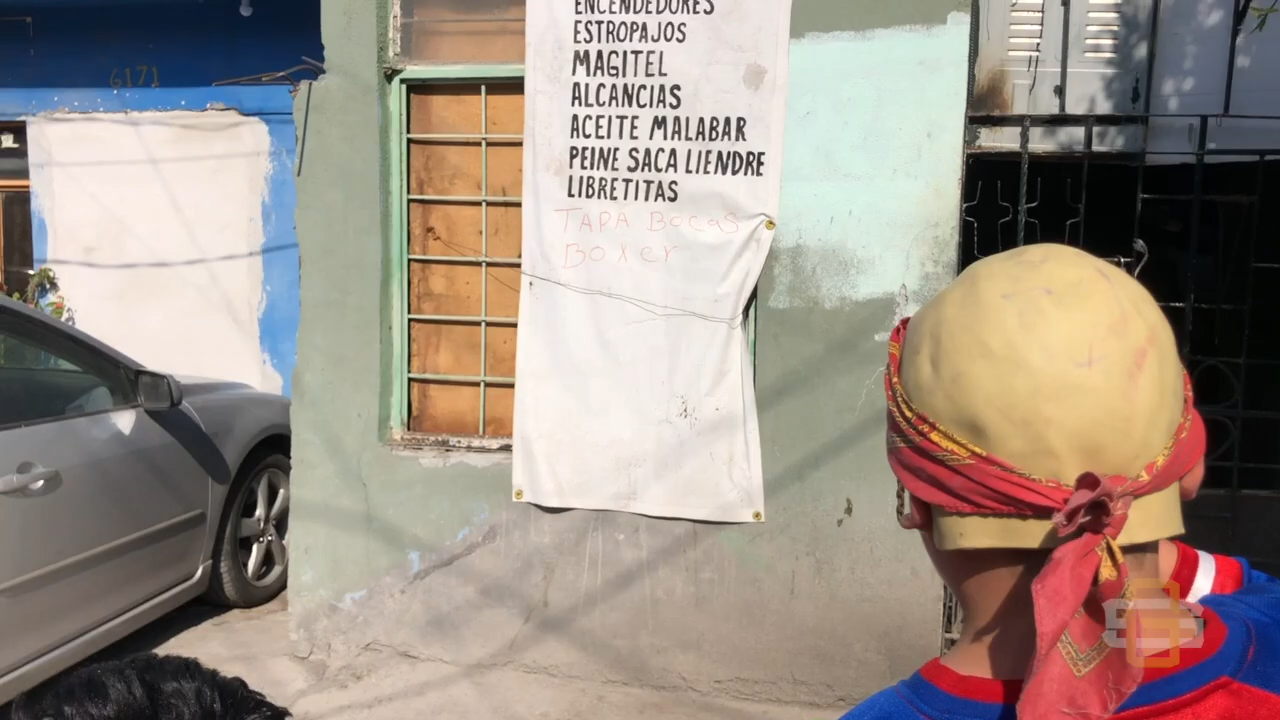 6171
ENCENDEDORES
ESTROPAJOS
MAGITEL
ALCANCIAS
ACEITE MALABAR
PEINE SACA LIENDRE
LIBRETITAS
TAPA BOCAS
BOXER